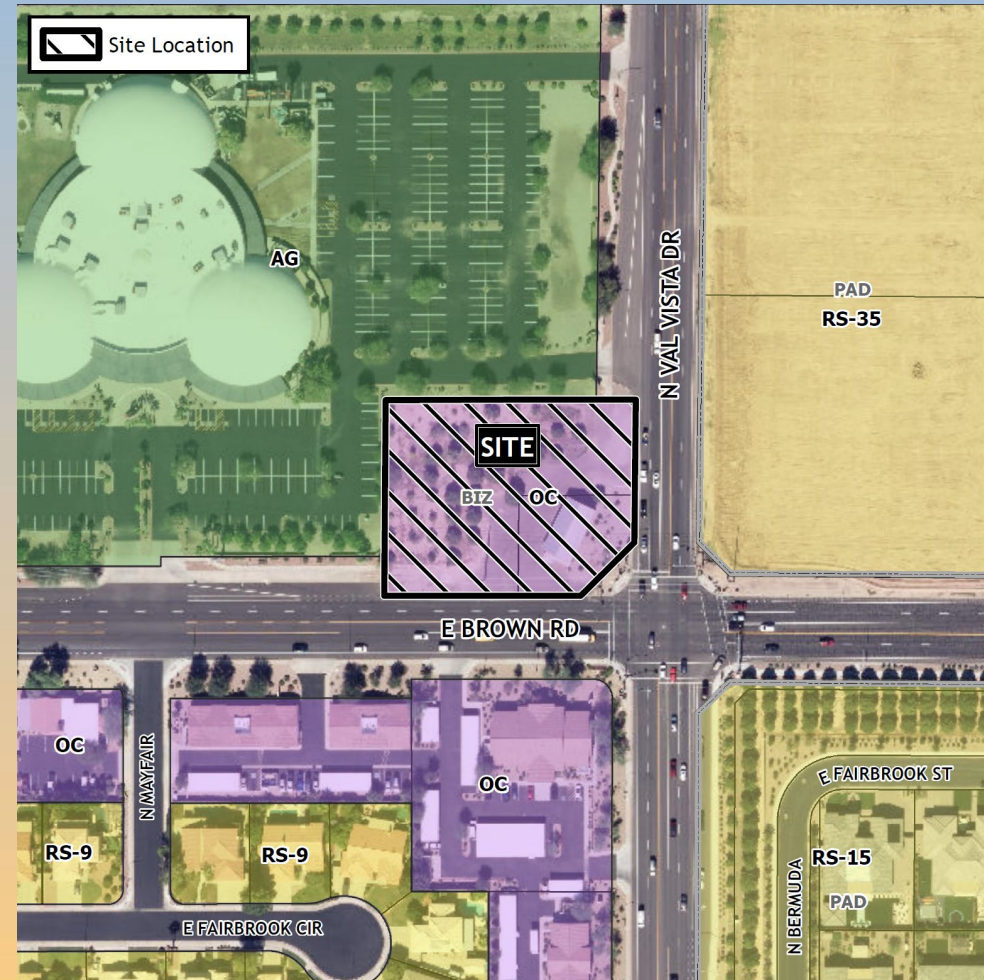 Site Location
AG
N VAL VISTA DR
PAD
RS-35
SITE
BIZ OC
E BROWN RD
OC
N MAYFAIR
OC
E FAIRBROOK ST
RS-9
RS-9
RS-15
N BERMUDA
PAD
E FAIRBROOK CIR